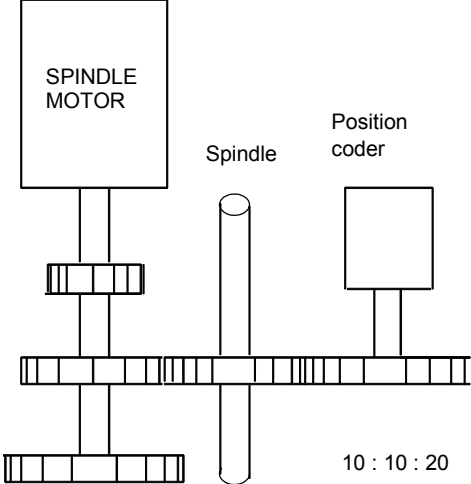 SPINDLE
MOTOR
Spindle
Position
coder
10 : 10 : 20